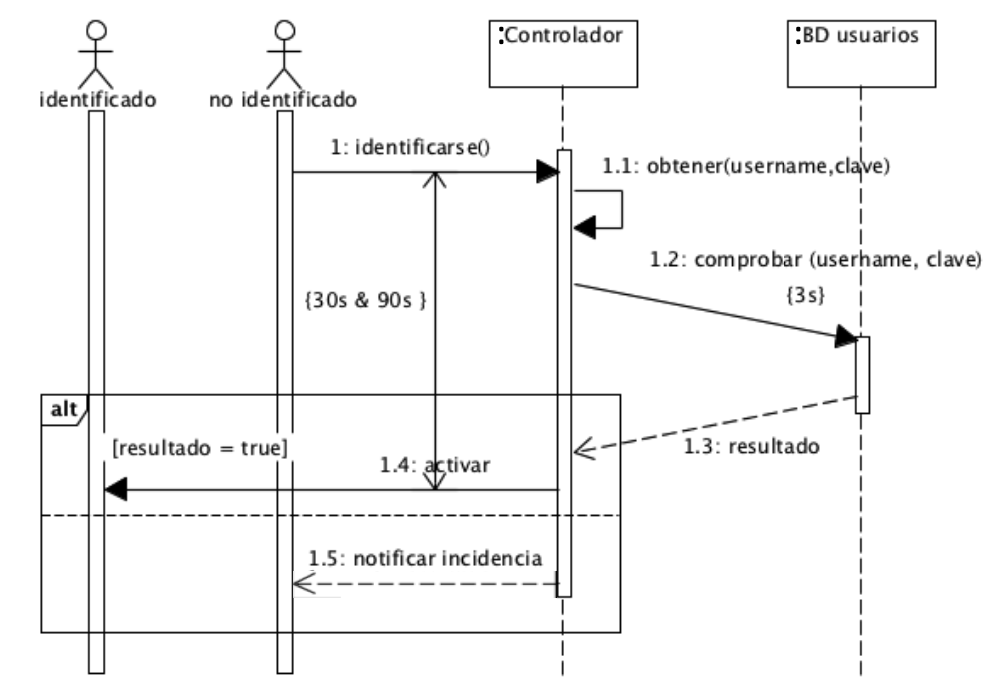 :Controlador
:BD usuarios
identificado
no identificado
1: identificarse()
1.1: obtener(username,clave)
1.2: comprobar (username, clave)
{3s}
{30s & 90s }
alt
[resultado = true]
1.3: resultado
1.4: activar
1.5: notificar incidencia